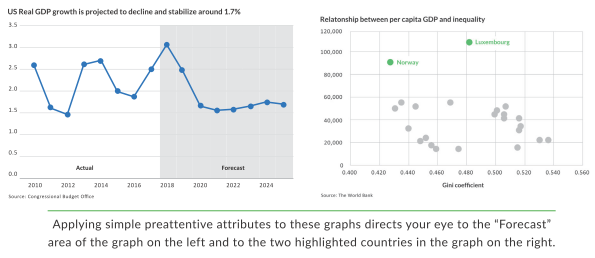 US Real GDP growth is projected to decline and stabilize around 1.7%
3.5
3.0
2.5
2.0
1.5
1.0
0.5
0.0
Actual
Forecast
2010 2012 2014 2016 2018 2020 2022 2024
Source: Congressional Budget Office
Relatonship between per capita GDP and inequality
120,000
100,000
80,000
60,000
40,000
20,000
0
Luxembourg
Norway
0.400 0.420 0.440 0.460 0.480 0.500 0.520 0.540 0.560
Gini coefficient
Source: The World Bank
Applying simple preattentive attributes to these graphs directs your eye to the “Forecast”
area of the graph on the left and to the two highlighted countries in the graph on the right.